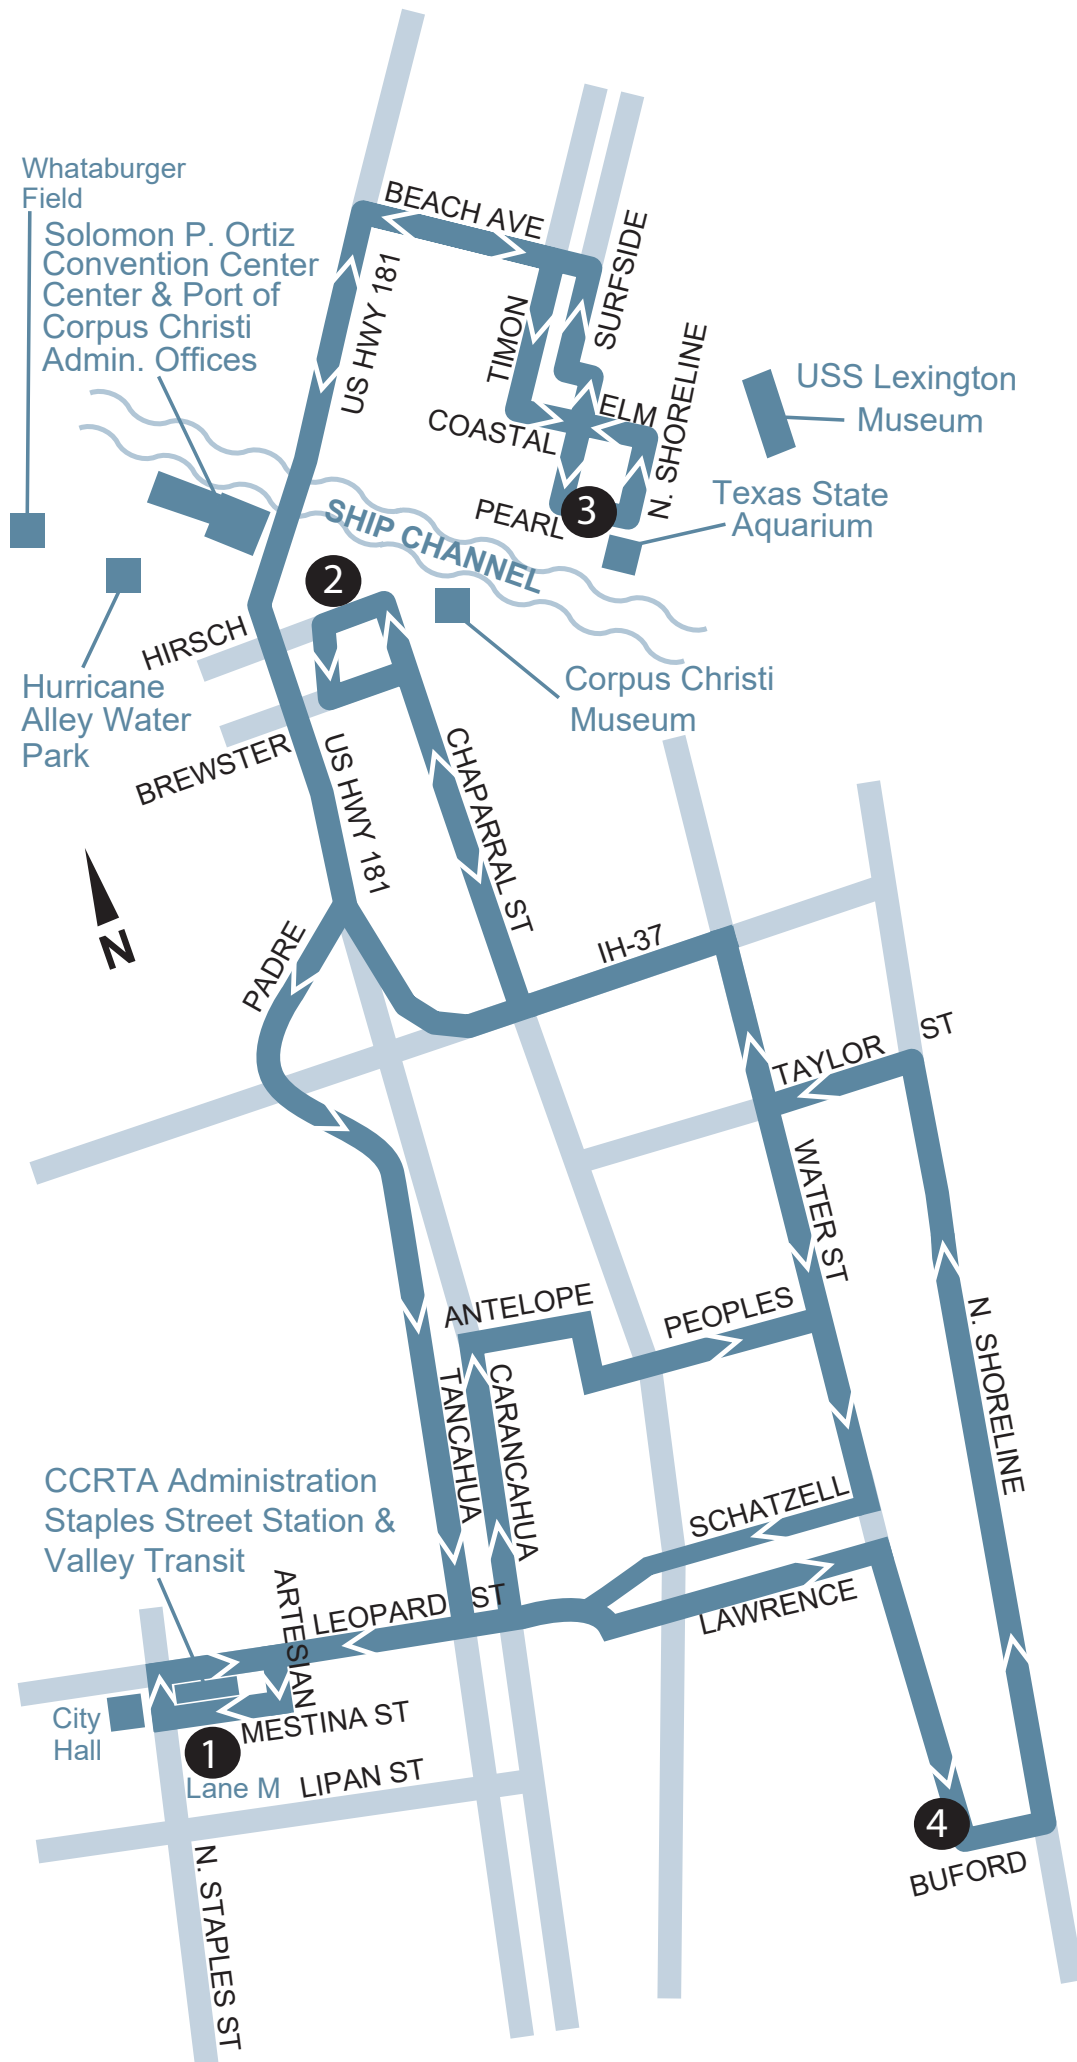 Whataburger
Field
Solomon P. Ortiz
Convention Center
Center & Port of
Corpus Christi
Admin. Offices
BEACH AVE
SURFSIDE
US HWY 181
TIMON
N. SHORELINE
USS Lexington
Museum
ELM
COASTAL
PEARL
3
Texas State
Aquarium
SHIP CHANNEL
2
HIRSCH
Hurricane
Alley Water
Park
BREWSTER
Corpus Christi
Museum
US HWY 181
CHAPARRAL ST
N
PADRE
IH-37
TAYLOR ST
WATER ST
ANTELOPE
PEOPLES
N. SHORELINE
TANCAHUA
CARANCAHUA
CCRTA Administration
Staples Street Station &
Valley Transit
SCHATZELL
LAWRENCE
ARTESIAN
LEOPARD ST
City
Hall
MESTINA ST
1
Lane M
LIPAN ST
4
BUFORD
N. STAPLES ST